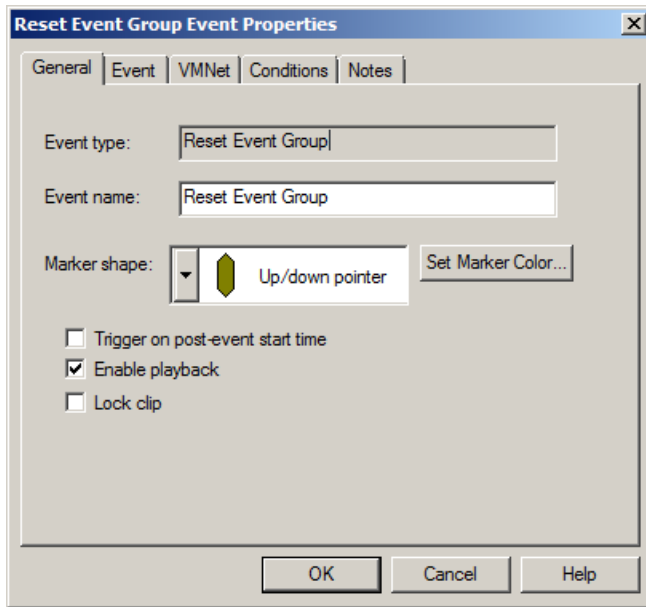 Reset Event Group Event Properties
General Event VMNet Conditions Notes
Event type: Reset Event Group
Event name: Reset Event Group
Marker shape: Up/down pointer Set Marker Color...
Trigger on post-event start time
Enable playback
Lock clip
OK Cancel Help